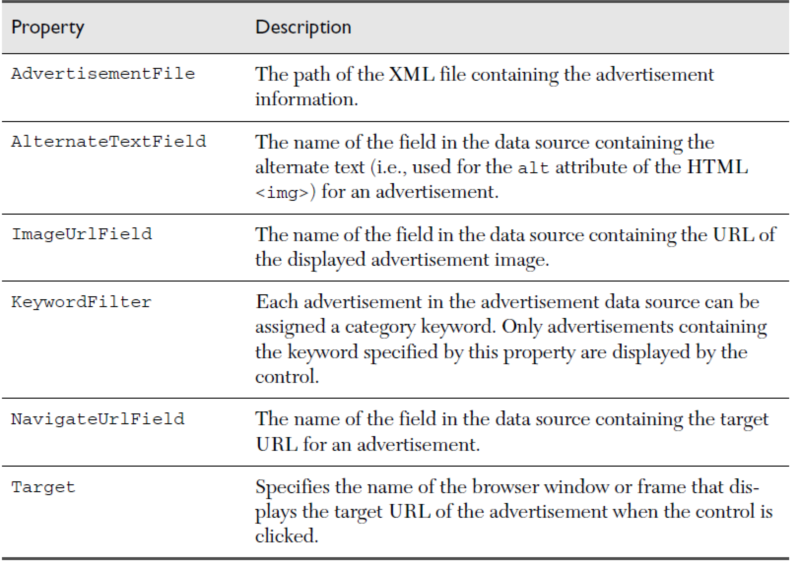 Property Description
AdvertisementFile The path of the XML file containing the advertisement
information.
AlternateTextField The name of the field in the data source containing the
alternate text (i.e., used for the alt attribute of the HTML
<img>) for an advertisement.
ImageUrlField The name of the field in the data source containing the URL of
the displayed advertisement image.
KeywordFilter Each advertisement in the advertisement data source can be
assigned a category keyword. Only advertisements containing
the keyword specified by this property are displayed by the
control.
NavigateUrlField The name of the field in the data source containing the target
URL for an advertisement.
Target Specifies the name of the browser window or frame that dis-
plays the target URL of the advertisement when the control is
clicked.